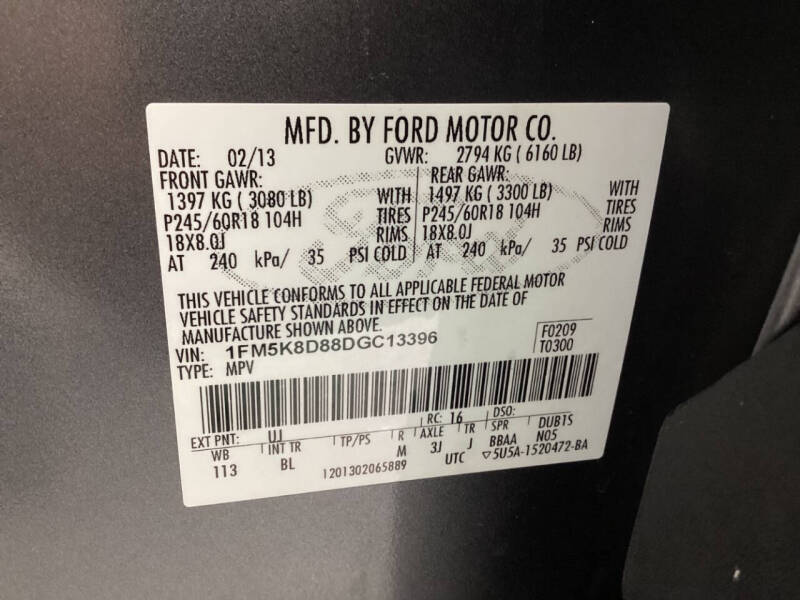 MFD. BY FORD MOTOR CO.
DATE: 02/13 GVWR: 2794 KG ( 6160 LB)
FRONT GAWR: REAR GAWR:
1397 KG ( 3080 LB) WITH 1497 KG ( 3300 LB) WITH
P245/60R18 104H TIRES P245/60R18 104H TIRES
18X8.0J RIMS 18X8.0J RIMS
AT 240 kPa/ 35 PSI COLD AT 240 kPa/ 35 PSI COLD
THIS VEHICLE CONFORMS TO ALL APPLICABLE FEDERAL MOTOR
VEHICLE SAFETY STANDARDS IN EFFECT ON THE DATE OF
MANUFACTURE SHOWN ABOVE.
VIN: 1FM5K8D88DGC13396 F0209
TYPE: MPV T0300
EXT PNT: UJ RC: 16 DSO:
WB INT TR TP/PS R AXLE TR SPR DUB1S
113 BL M 3J J BBAA N05
1201302065889 UTC ▽5U5A-1520472-BA